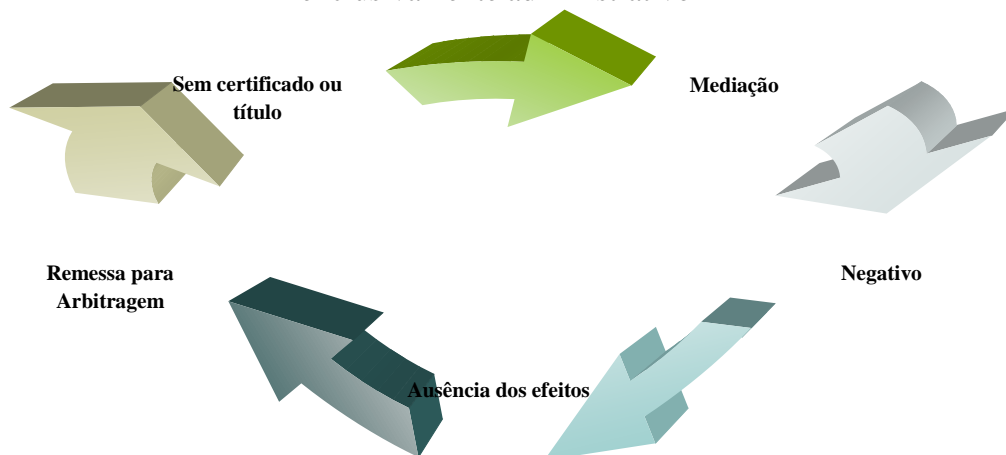 Sem certificado ou
título
Mediação
Negativo
Ausência dos efeitos
Remessa para
Arbitragem